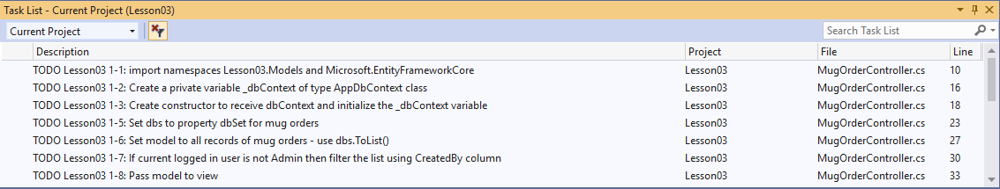 Task List - Current Project (Lesson03)
Current Project
Search Task List
Description Project File Line
TODO Lesson03 1-1: import namespaces Lesson03.Models and Microsoft.EntityFrameworkCore Lesson03 MugOrderController.cs 10
TODO Lesson03 1-2: Create a private variable _dbContext of type AppDbContext class Lesson03 MugOrderController.cs 16
TODO Lesson03 1-3: Create constructor to receive dbContext and initialize the _dbContext variable Lesson03 MugOrderController.cs 18
TODO Lesson03 1-5: Set dbs to property dbSet for mug orders Lesson03 MugOrderController.cs 23
TODO Lesson03 1-6: Set model to all records of mug orders - use dbs.ToList() Lesson03 MugOrderController.cs 27
TODO Lesson03 1-7: If current logged in user is not Admin then filter the list using CreatedBy column Lesson03 MugOrderController.cs 30
TODO Lesson03 1-8: Pass model to view Lesson03 MugOrderController.cs 33